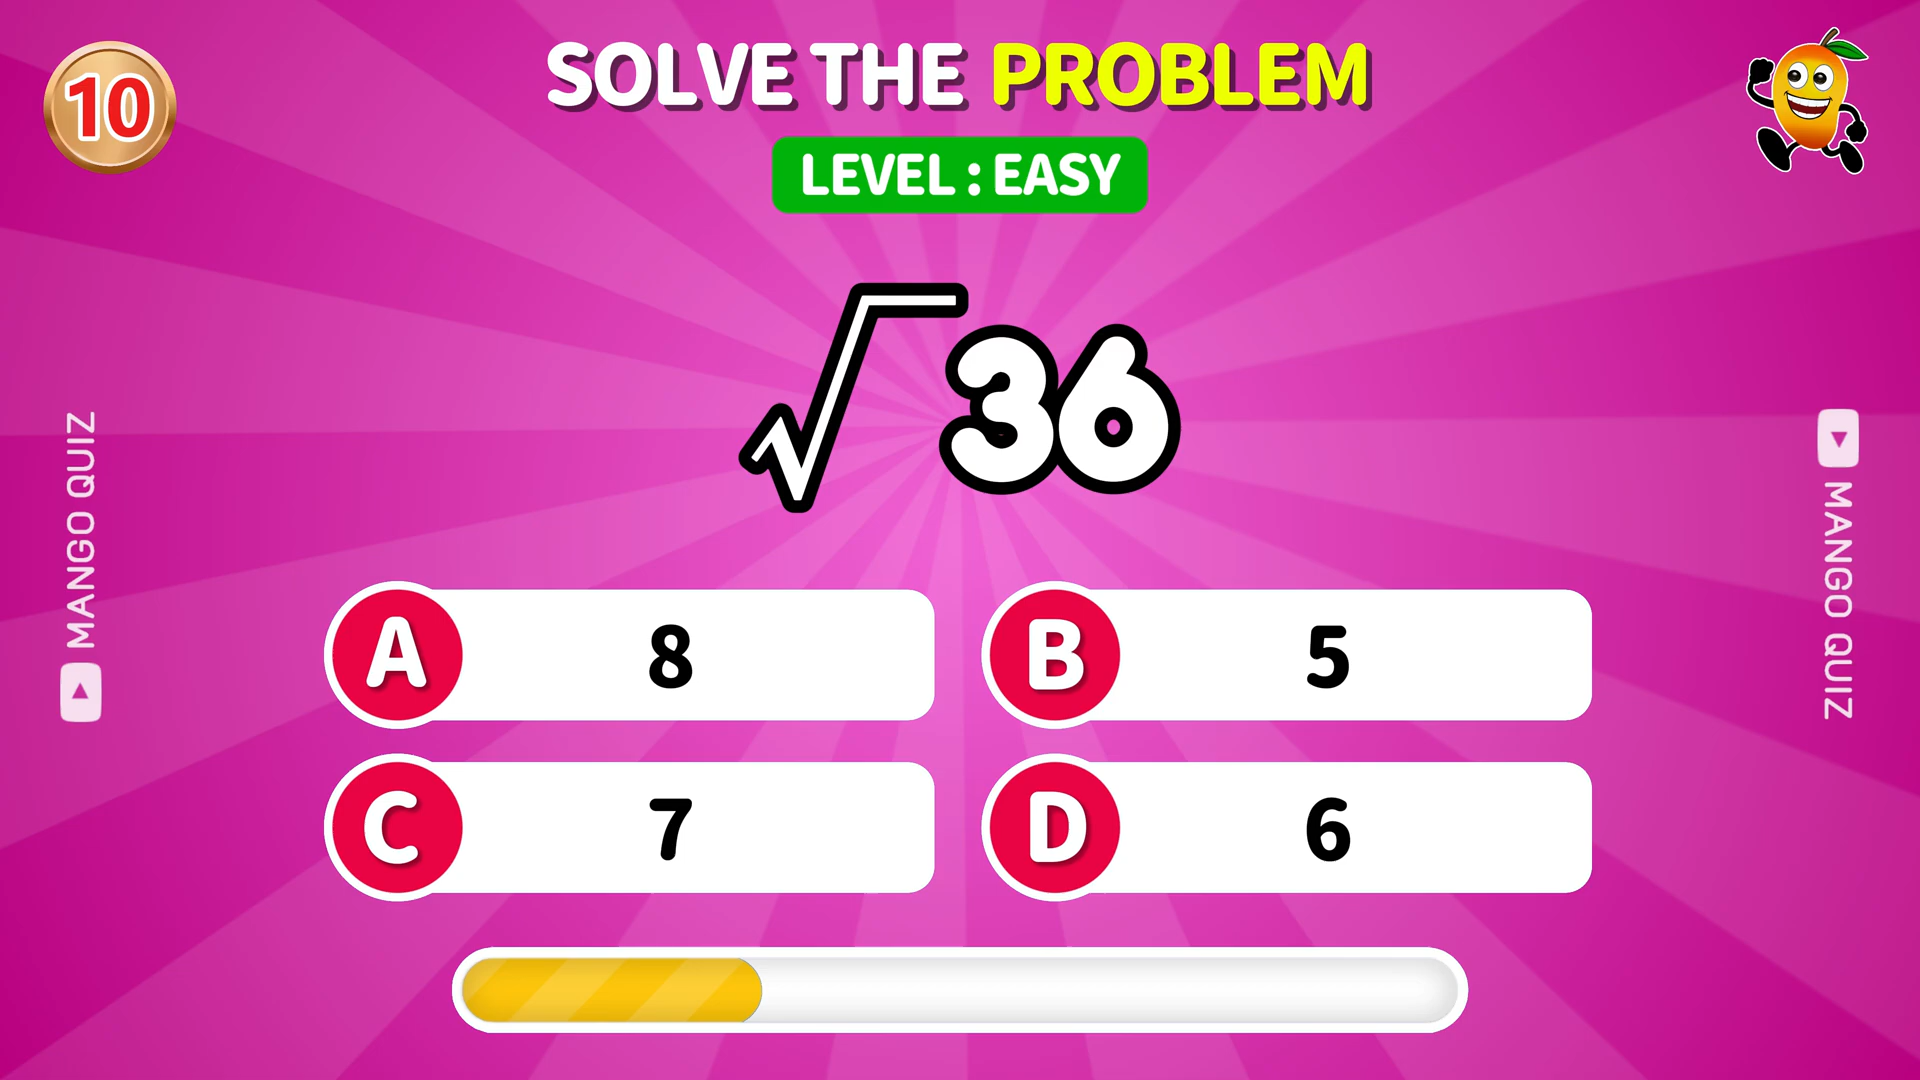 10
SOLVE THE PROBLEM
LEVEL : EASY
√36
A 8
B 5
C 7
D 6
MANGO QUIZ
MANGO QUIZ